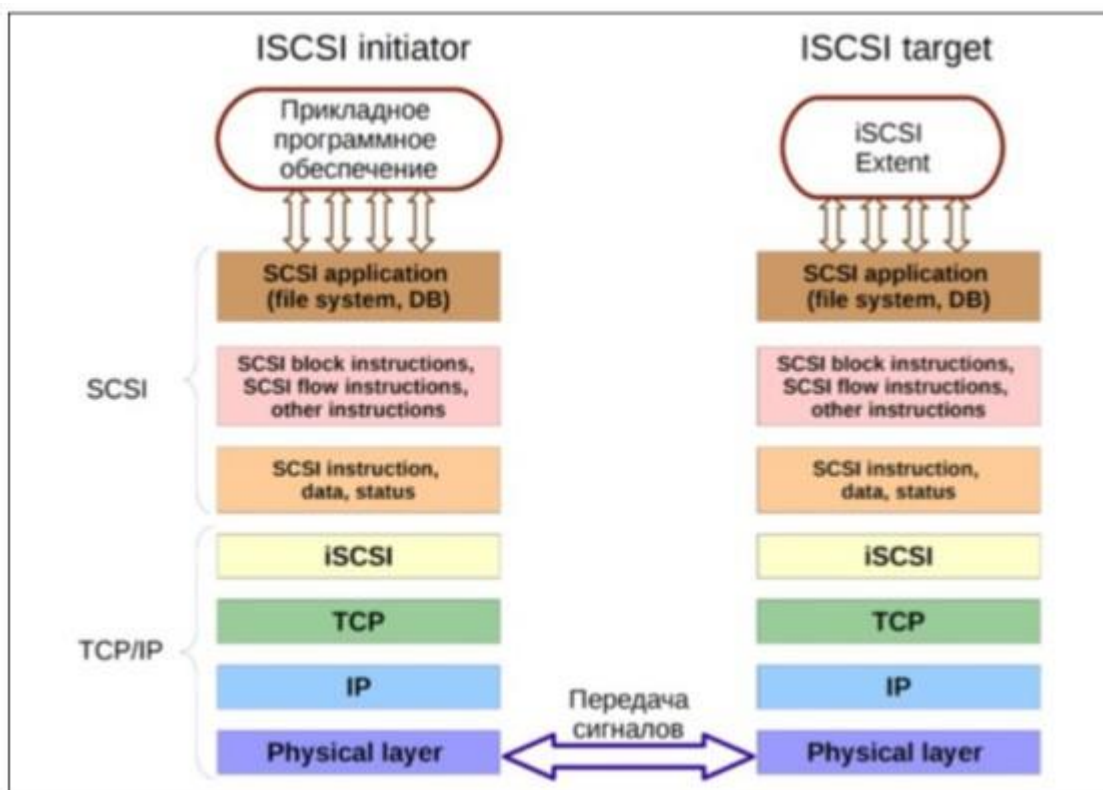 ISCSI initiator
ISCSI target
Прикладное
программное
обеспечение
iSCSI
Extent
SCSI
SCSI application
(file system, DB)
SCSI application
(file system, DB)
SCSI block instructions,
SCSI flow instructions,
other instructions
SCSI block instructions,
SCSI flow instructions,
other instructions
SCSI instruction,
data, status
SCSI instruction,
data, status
TCP/IP
iSCSI
iSCSI
TCP
TCP
IP
IP
Передача
сигналов
Physical layer
Physical layer